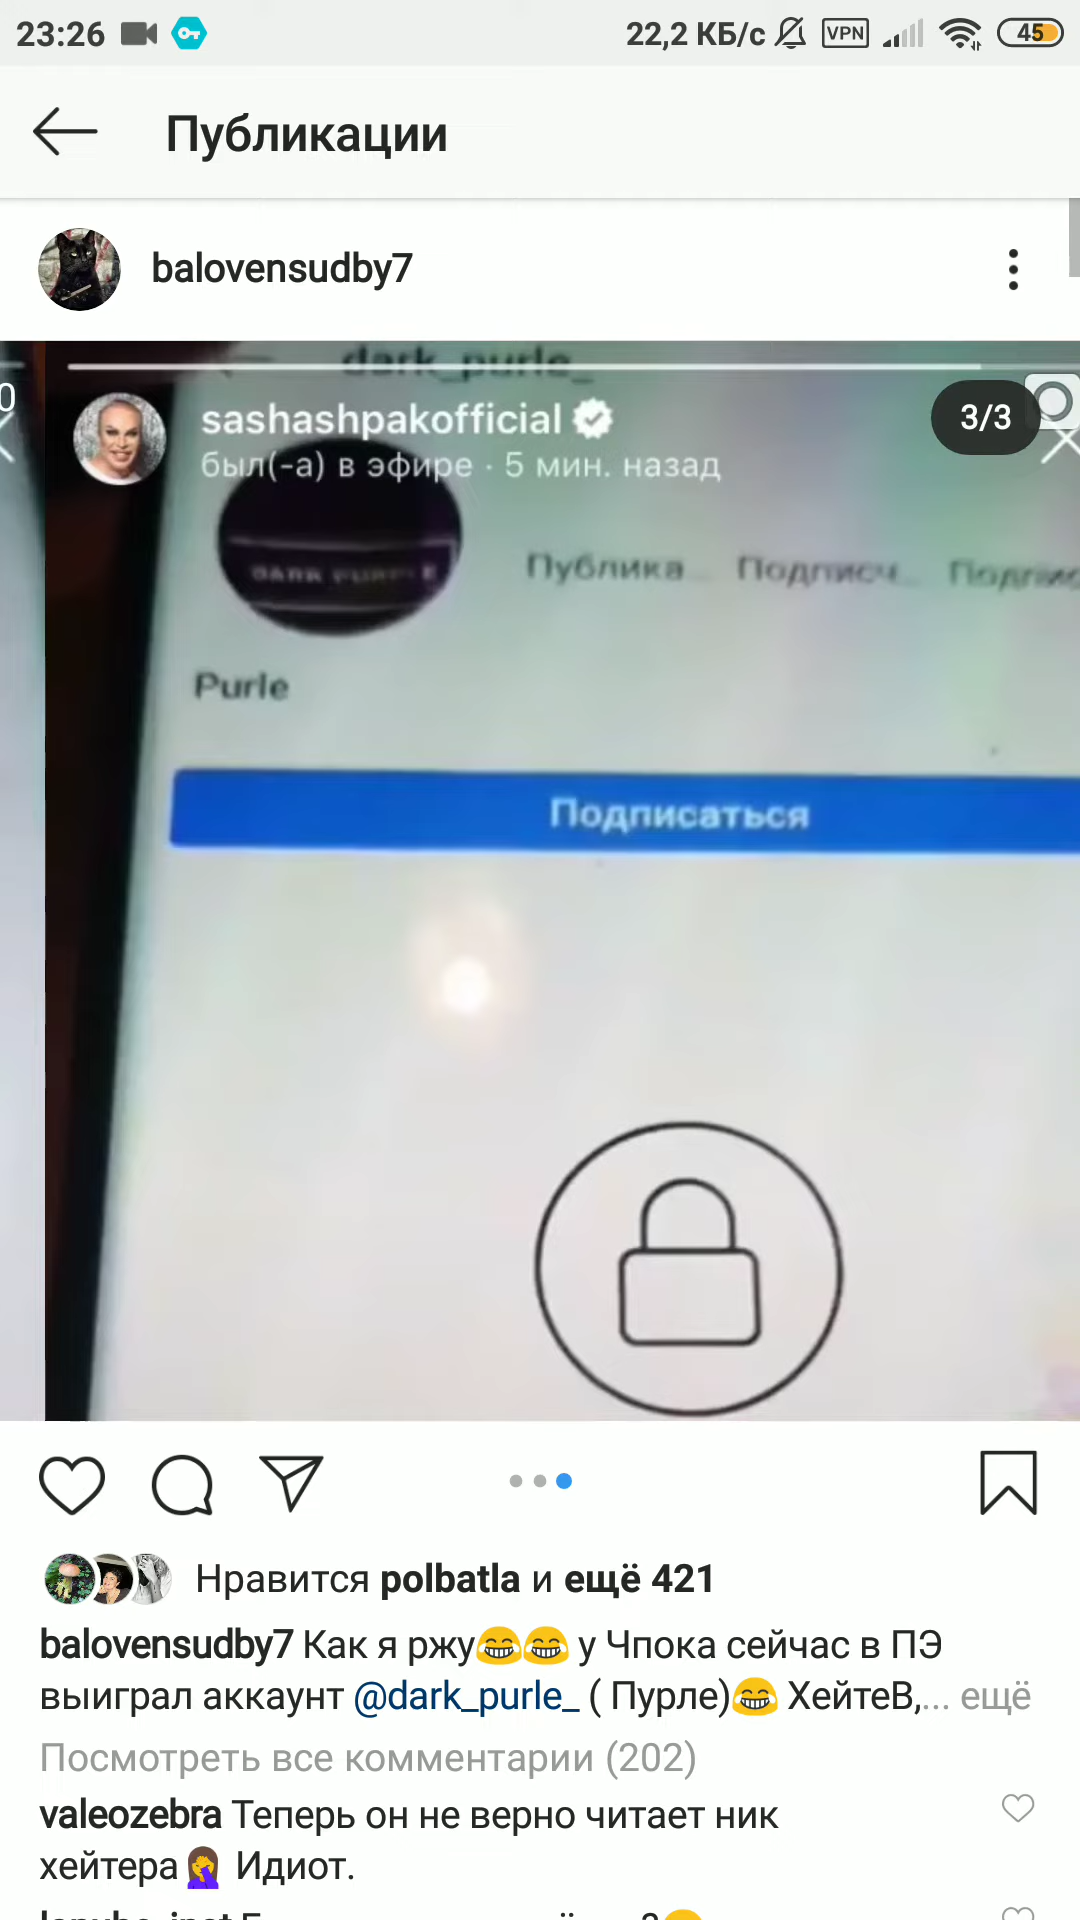 23:26 22,2 КБ/с VPN 45
Публикации
balovensudby7
dark_purle_
sashashpakofficial
3/3
был(-а) в эфире · 5 мин. назад
DARK PURPLE
Публика... Подписч... Подпис
Purle
Подписаться
Нравится polbatla и ещё 421
balovensudby7 Как я ржу😂😂 у Чпока сейчас в ПЭ
выиграл аккаунт @dark_purle_ ( Пурле)😂 ХейтеВ,... ещё
Посмотреть все комментарии (202)
valeozebra Теперь он не верно читает ник
хейтера🤦‍♀️ Идиот.